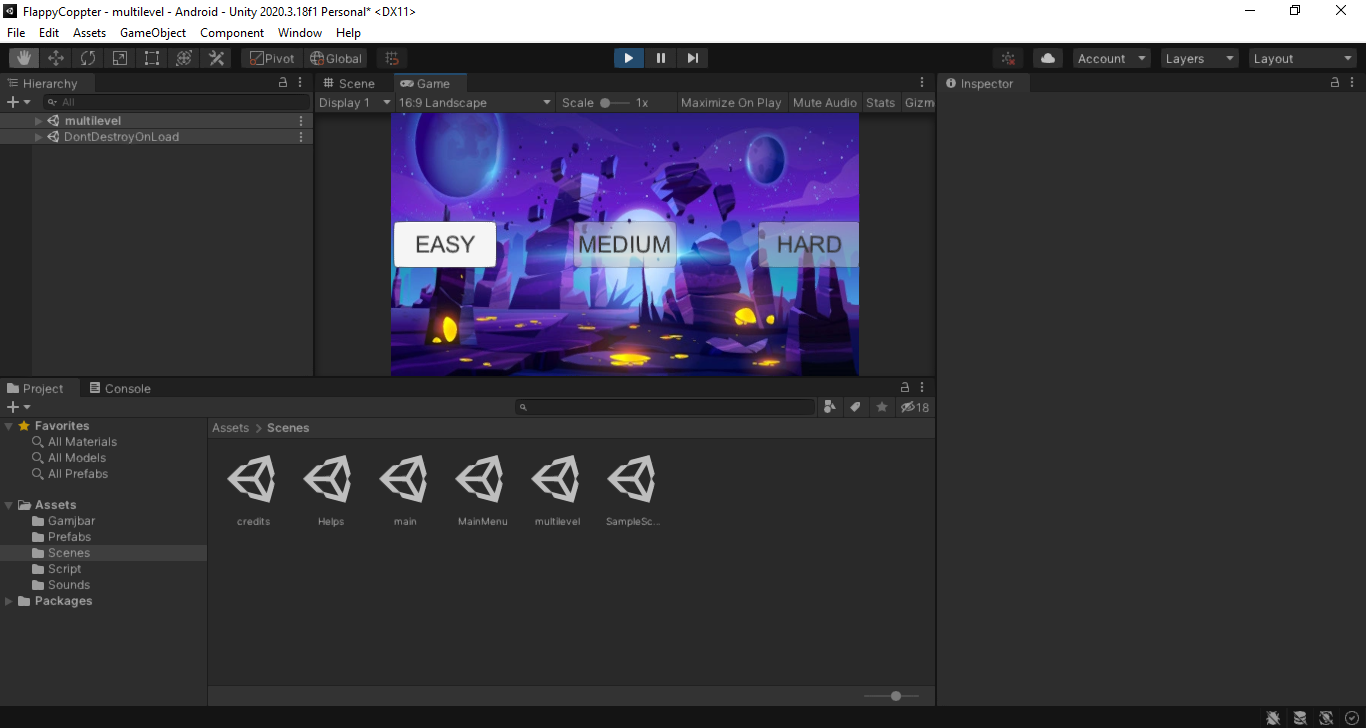 FlappyCoppter - multilevel - Android - Unity 2020.3.18f1 Personal* <DX11>
File Edit Assets GameObject Component Window Help
Pivot Global Account Layers Layout
Hierarchy Scene Game Inspector
All Display 1 16:9 Landscape Scale 1x Maximize On Play Mute Audio Stats Gizm
multilevel
DontDestroyOnLoad
EASY MEDIUM HARD
Project Console
18
Favorites Assets > Scenes
All Materials
All Models
All Prefabs
Assets
Gamjbar credits Helps main MainMenu multilevel SampleSc...
Prefabs
Scenes
Script
Sounds
Packages